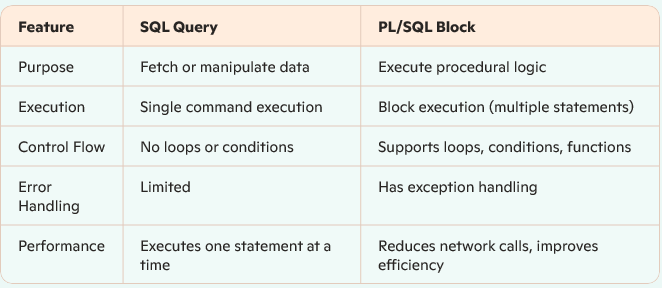 Feature SQL Query PL/SQL Block
Purpose Fetch or manipulate data Execute procedural logic
Execution Single command execution Block execution (multiple statements)
Control Flow No loops or conditions Supports loops, conditions, functions
Error Limited Has exception handling
Handling
Performance Executes one statement at a Reduces network calls, improves
time efficiency